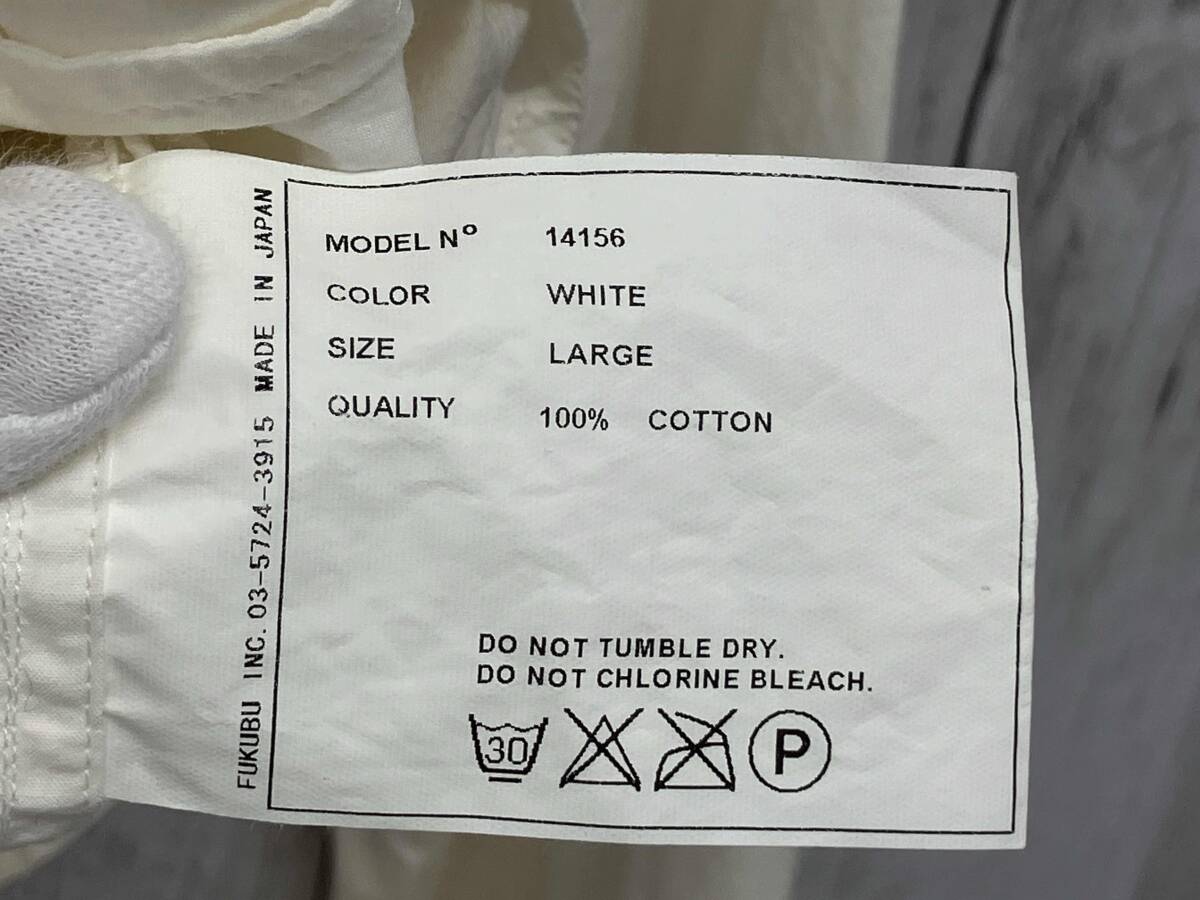 MODEL Nº 14156
COLOR WHITE
SIZE LARGE
QUALITY 100% COTTON
DO NOT TUMBLE DRY.
DO NOT CHLORINE BLEACH.
30 P
FUKUBU INC. 03-5724-3915 MADE IN JAPAN